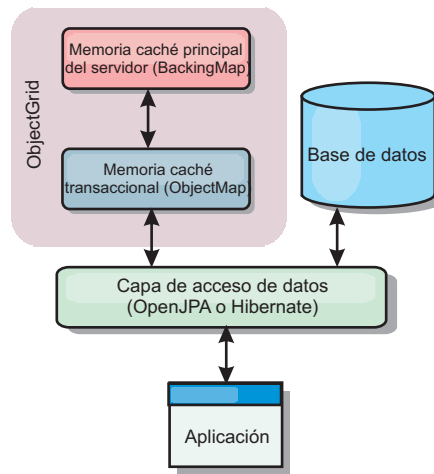 ObjectGrid
Memoria caché principal
del servidor (BackingMap)
Memoria caché
transaccional (ObjectMap)
Base de datos
Capa de acceso de datos
(OpenJPA o Hibernate)
Aplicación